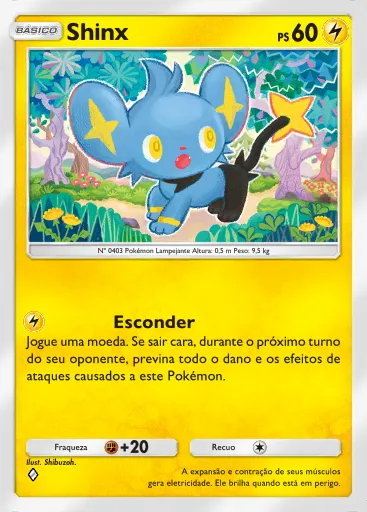 BÁSICO Shinx PS 60
Nº 0403 Pokémon Lampejante Altura: 0,5 m Peso: 9,5 kg
Esconder
Jogue uma moeda. Se sair cara, durante o próximo turno
do seu oponente, previna todo o dano e os efeitos de
ataques causados a este Pokémon.
Fraqueza +20 Recuo
Ilust. Shibuzoh.
A expansão e contração de seus músculos
gera eletricidade. Ele brilha quando está em perigo.